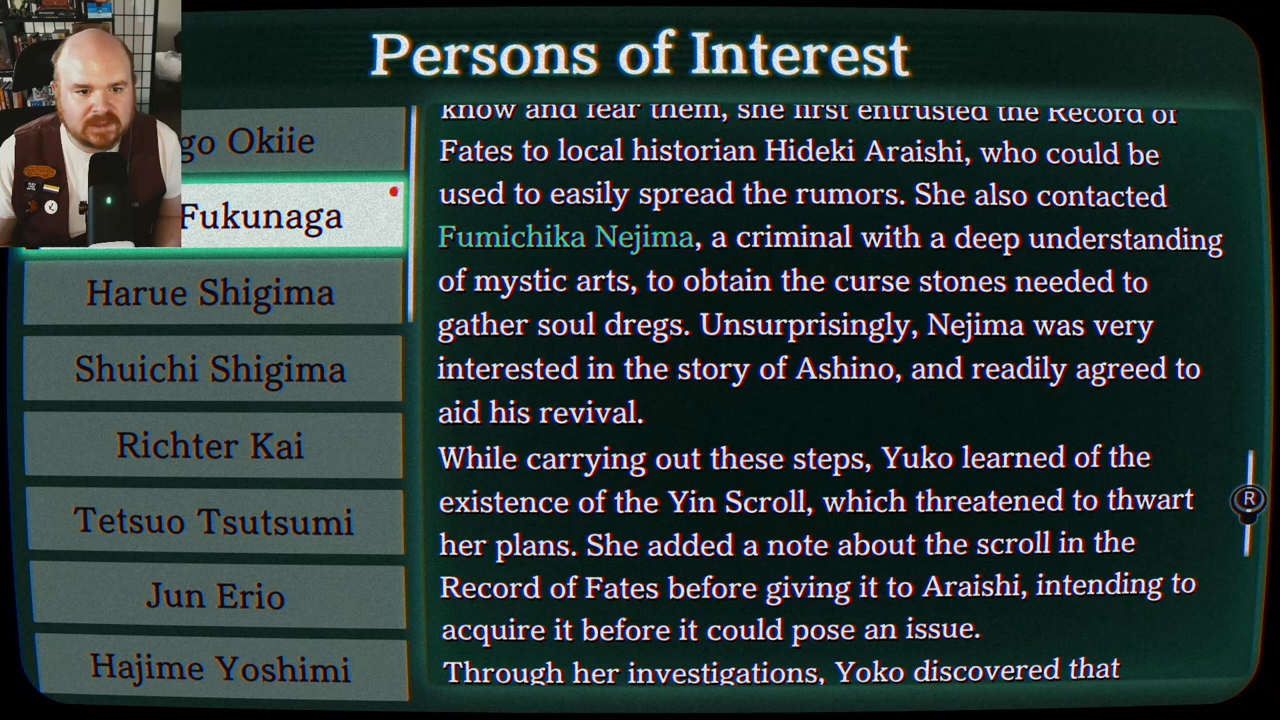 Persons of Interest
go Okiie
Fukunaga
Harue Shigima
Shuichi Shigima
Richter Kai
Tetsuo Tsutsumi
Jun Erio
Hajime Yoshimi
know and fear them, she first entrusted the Record of
Fates to local historian Hideki Araishi, who could be
used to easily spread the rumors. She also contacted
Fumichika Nejima, a criminal with a deep understanding
of mystic arts, to obtain the curse stones needed to
gather soul dregs. Unsurprisingly, Nejima was very
interested in the story of Ashino, and readily agreed to
aid his revival.
While carrying out these steps, Yuko learned of the
existence of the Yin Scroll, which threatened to thwart
her plans. She added a note about the scroll in the
Record of Fates before giving it to Araishi, intending to
acquire it before it could pose an issue.
Through her investigations, Yoko discovered that
R